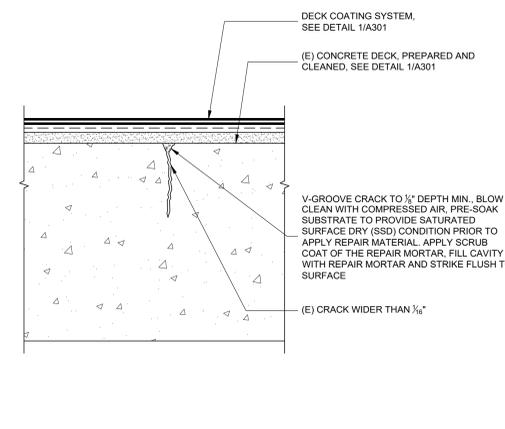 DECK COATING SYSTEM,
SEE DETAIL 1/A301
(E) CONCRETE DECK, PREPARED AND
CLEANED, SEE DETAIL 1/A301
V-GROOVE CRACK TO ⅛" DEPTH MIN., BLOW
CLEAN WITH COMPRESSED AIR, PRE-SOAK
SUBSTRATE TO PROVIDE SATURATED
SURFACE DRY (SSD) CONDITION PRIOR TO
APPLY REPAIR MATERIAL. APPLY SCRUB
COAT OF THE REPAIR MORTAR, FILL CAVITY
WITH REPAIR MORTAR AND STRIKE FLUSH T
SURFACE
(E) CRACK WIDER THAN 1⁄16"